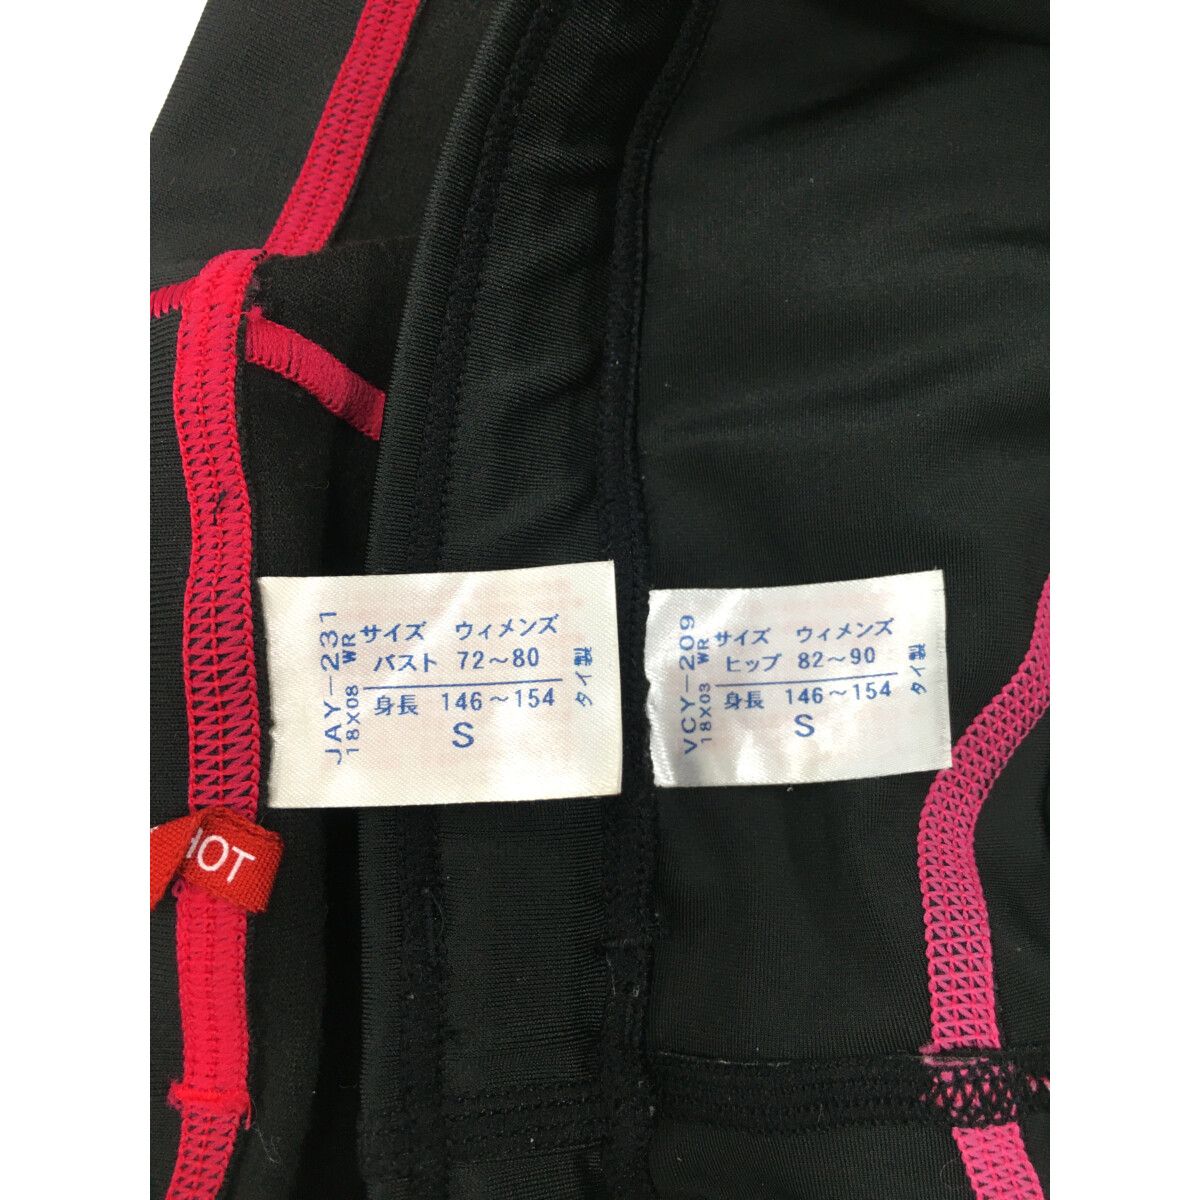 JAY-231
18X08 WR
サイズ ウィメンズ
バスト 72～80
身長 146～154
S
タイ製
VCY-209
18X03 WR
サイズ ウィメンズ
ヒップ 82～90
身長 146～154
S
タイ製
HOT